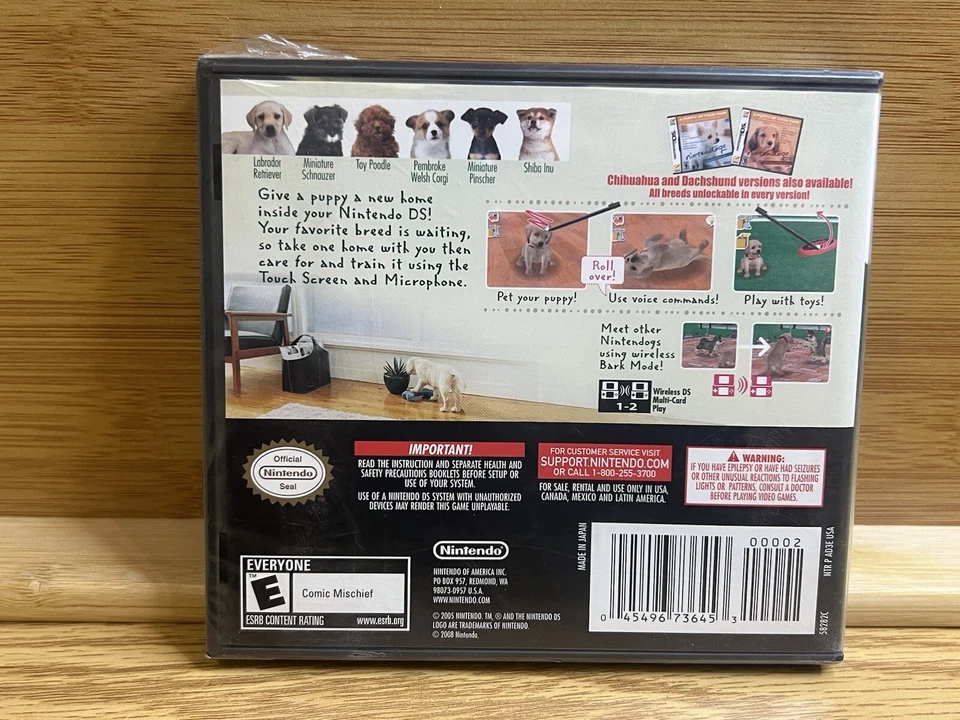 Labrador
Retriever
Miniature
Schnauzer
Toy Poodle
Pembroke
Welsh Corgi
Miniature
Pinscher
Shiba Inu
nintendogs
nintendogs
Chihuahua and Dachshund versions also available!
All breeds unlockable in every version!
Give a puppy a new home
inside your Nintendo DS!
Your favorite breed is waiting,
so take one home with you then
care for and train it using the
Touch Screen and Microphone.
Roll
over!
Pet your puppy!
Use voice commands!
Play with toys!
Meet other
Nintendogs
using wireless
Bark Mode!
1-2
Wireless DS
Multi-Card
Play
Official
Nintendo
Seal
IMPORTANT!
READ THE INSTRUCTION AND SEPARATE HEALTH AND
SAFETY PRECAUTIONS BOOKLETS BEFORE SETUP OR
USE OF YOUR SYSTEM.
USE OF A NINTENDO DS SYSTEM WITH UNAUTHORIZED
DEVICES MAY RENDER THIS GAME UNPLAYABLE.
FOR CUSTOMER SERVICE VISIT
SUPPORT.NINTENDO.COM
OR CALL 1-800-255-3700
FOR SALE, RENTAL AND USE ONLY IN USA,
CANADA, MEXICO AND LATIN AMERICA.
WARNING:
IF YOU HAVE EPILEPSY OR HAVE HAD SEIZURES
OR OTHER UNUSUAL REACTIONS TO FLASHING
LIGHTS OR PATTERNS, CONSULT A DOCTOR
BEFORE PLAYING VIDEO GAMES.
EVERYONE
TM
E
Comic Mischief
ESRB CONTENT RATING www.esrb.org
Nintendo®
NINTENDO OF AMERICA INC.
PO BOX 957, REDMOND, WA
98073-0957 U.S.A.
WWW.NINTENDO.COM
© 2005 NINTENDO. TM, ® AND THE NINTENDO DS
LOGO ARE TRADEMARKS OF NINTENDO.
© 2008 Nintendo.
MADE IN JAPAN
00002
0 45496 73645 3
NTR P AD3E USA
58282C